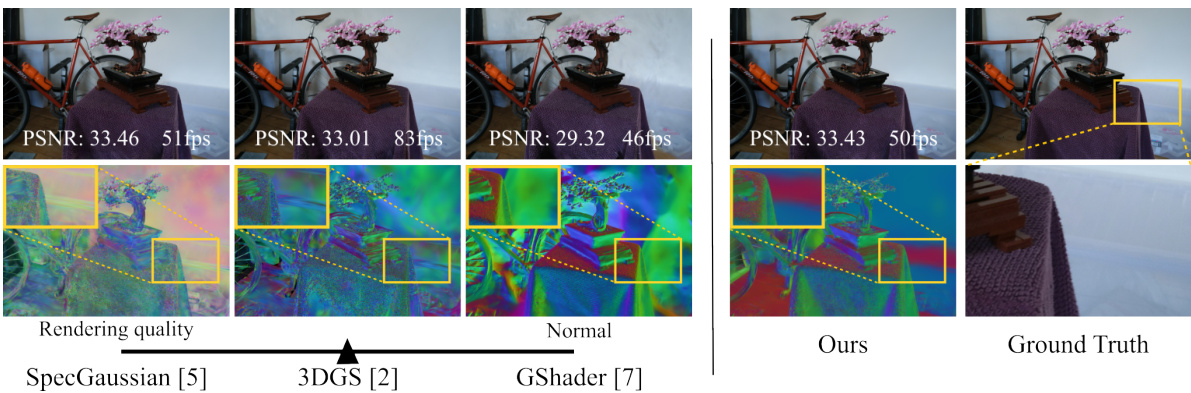 PSNR: 33.46 51fps
PSNR: 33.01 83fps
PSNR: 29.32 46fps
PSNR: 33.43 50fps
Rendering quality
Normal
SpecGaussian [5]
3DGS [2]
GShader [7]
Ours
Ground Truth